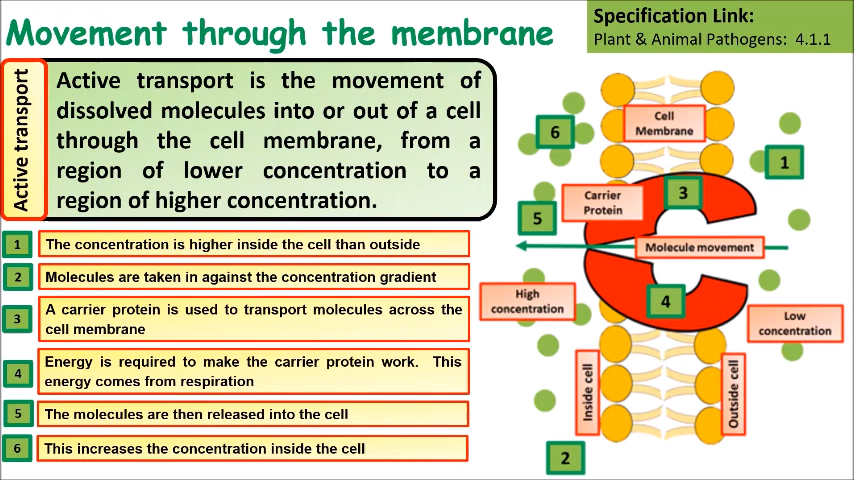 Movement through the membrane
Specification Link:
Plant & Animal Pathogens: 4.1.1
Active transport
Active transport is the movement of
dissolved molecules into or out of a cell
through the cell membrane, from a
region of lower concentration to a
region of higher concentration.
1 The concentration is higher inside the cell than outside
2 Molecules are taken in against the concentration gradient
3 A carrier protein is used to transport molecules across the
cell membrane
4 Energy is required to make the carrier protein work. This
energy comes from respiration
5 The molecules are then released into the cell
6 This increases the concentration inside the cell
Cell
Membrane
6
1
3
Carrier
Protein
5
Molecule movement
High
concentration
4
Low
concentration
Inside cell
Outside cell
2